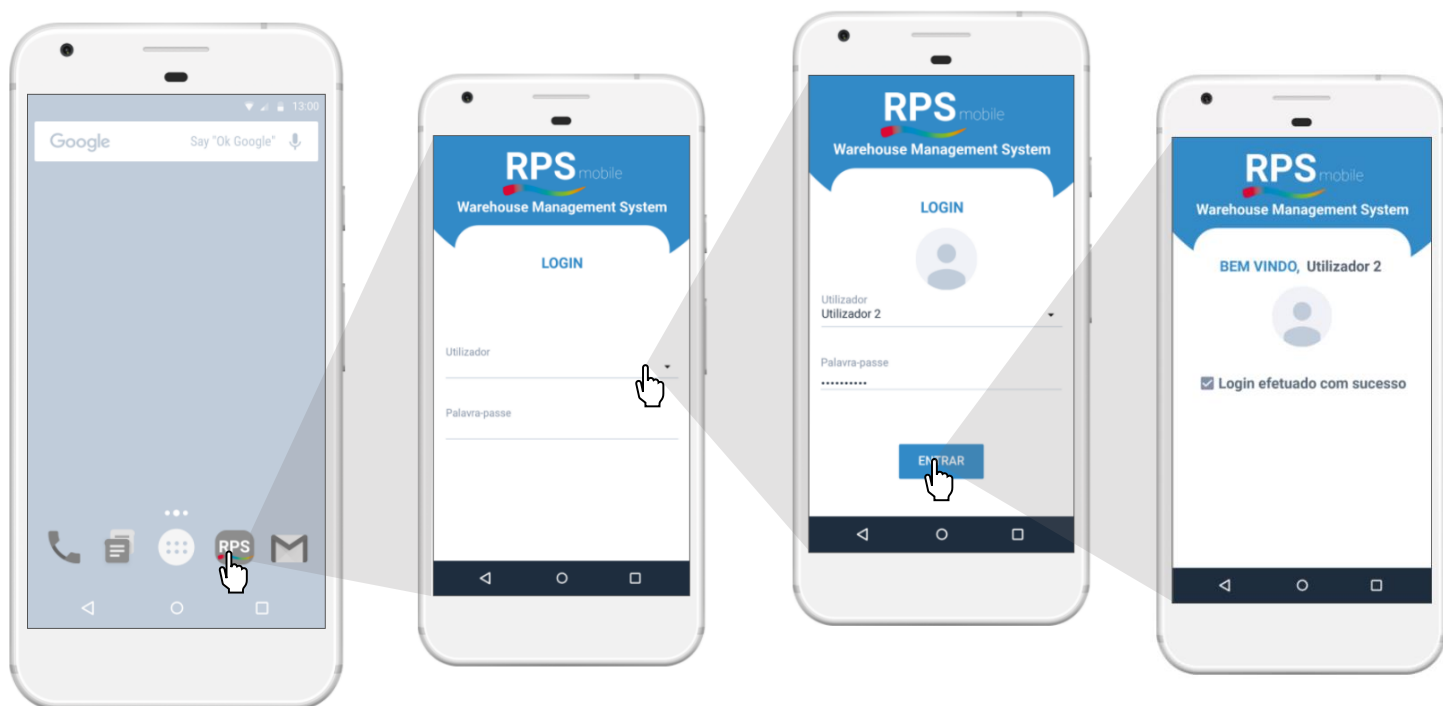 13:00
Google Say "Ok Google"
RPS
RPS mobile
Warehouse Management System
LOGIN
Utilizador
Palavra-passe
RPS mobile
Warehouse Management System
LOGIN
Utilizador
Utilizador 2
Palavra-passe
••••••••••
ENTRAR
RPS mobile
Warehouse Management System
BEM VINDO, Utilizador 2
Login efetuado com sucesso